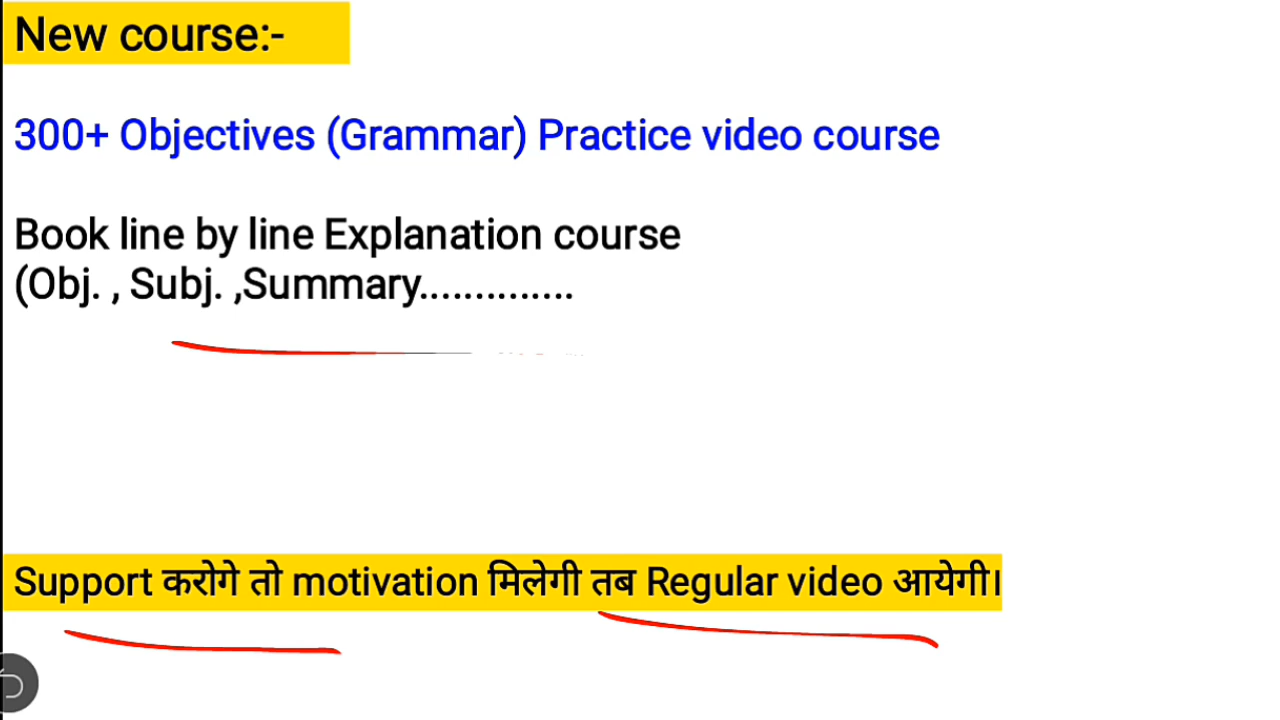 New course:-
300+ Objectives (Grammar) Practice video course
Book line by line Explanation course
(Obj. , Subj. ,Summary..............
Support करोगे तो motivation मिलेगी तब Regular video आयेगी।